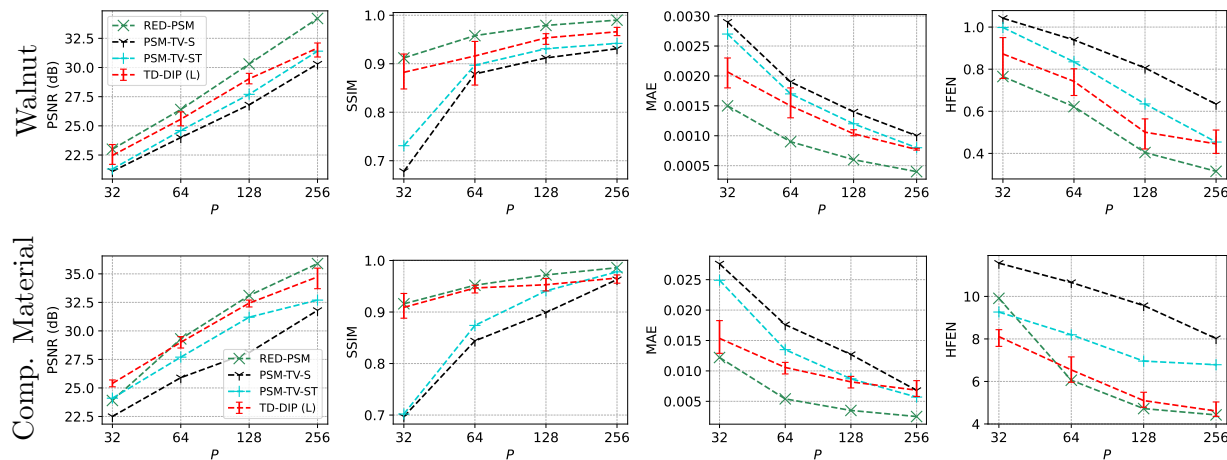 Walnut
PSNR (dB)
32.5
30.0
27.5
25.0
22.5
32 64 128 256
P
RED-PSM
PSM-TV-S
PSM-TV-ST
TD-DIP (L)
SSIM
1.0
0.9
0.8
0.7
32 64 128 256
P
MAE
0.0030
0.0025
0.0020
0.0015
0.0010
0.0005
32 64 128 256
P
HFEN
1.0
0.8
0.6
0.4
32 64 128 256
P
Comp. Material
PSNR (dB)
35.0
32.5
30.0
27.5
25.0
22.5
32 64 128 256
P
RED-PSM
PSM-TV-S
PSM-TV-ST
TD-DIP (L)
SSIM
1.0
0.9
0.8
0.7
32 64 128 256
P
MAE
0.025
0.020
0.015
0.010
0.005
32 64 128 256
P
HFEN
10
8
6
4
32 64 128 256
P